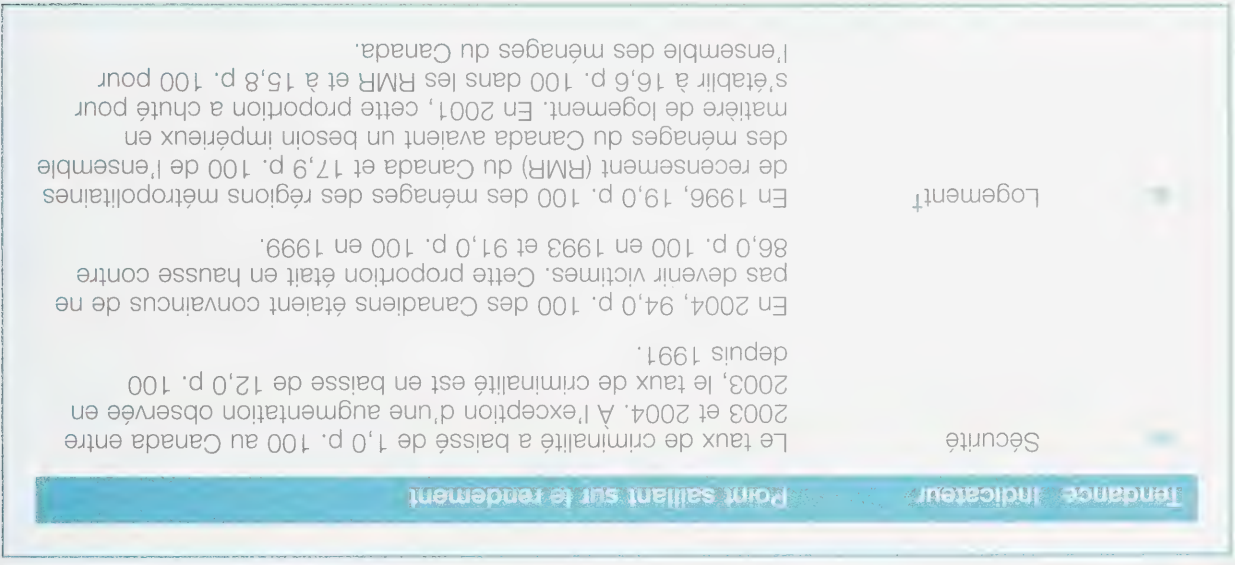 Tendance Indicateur Point saillant sur le rendement
Sécurité Le taux de criminalité a baissé de 1,0 p. 100 au Canada entre
2003 et 2004. À l'exception d'une augmentation observée en
2003, le taux de criminalité est en baisse de 12,0 p. 100
depuis 1991.
En 2004, 94,0 p. 100 des Canadiens étaient convaincus de ne
pas devenir victimes. Cette proportion était en hausse contre
86,0 p. 100 en 1993 et 91,0 p. 100 en 1999.
Logement† En 1996, 19,0 p. 100 des ménages des régions métropolitaines
de recensement (RMR) du Canada et 17,9 p. 100 de l'ensemble
des ménages du Canada avaient un besoin impérieux en
matière de logement. En 2001, cette proportion a chuté pour
s'établir à 16,6 p. 100 dans les RMR et à 15,8 p. 100 pour
l'ensemble des ménages du Canada.